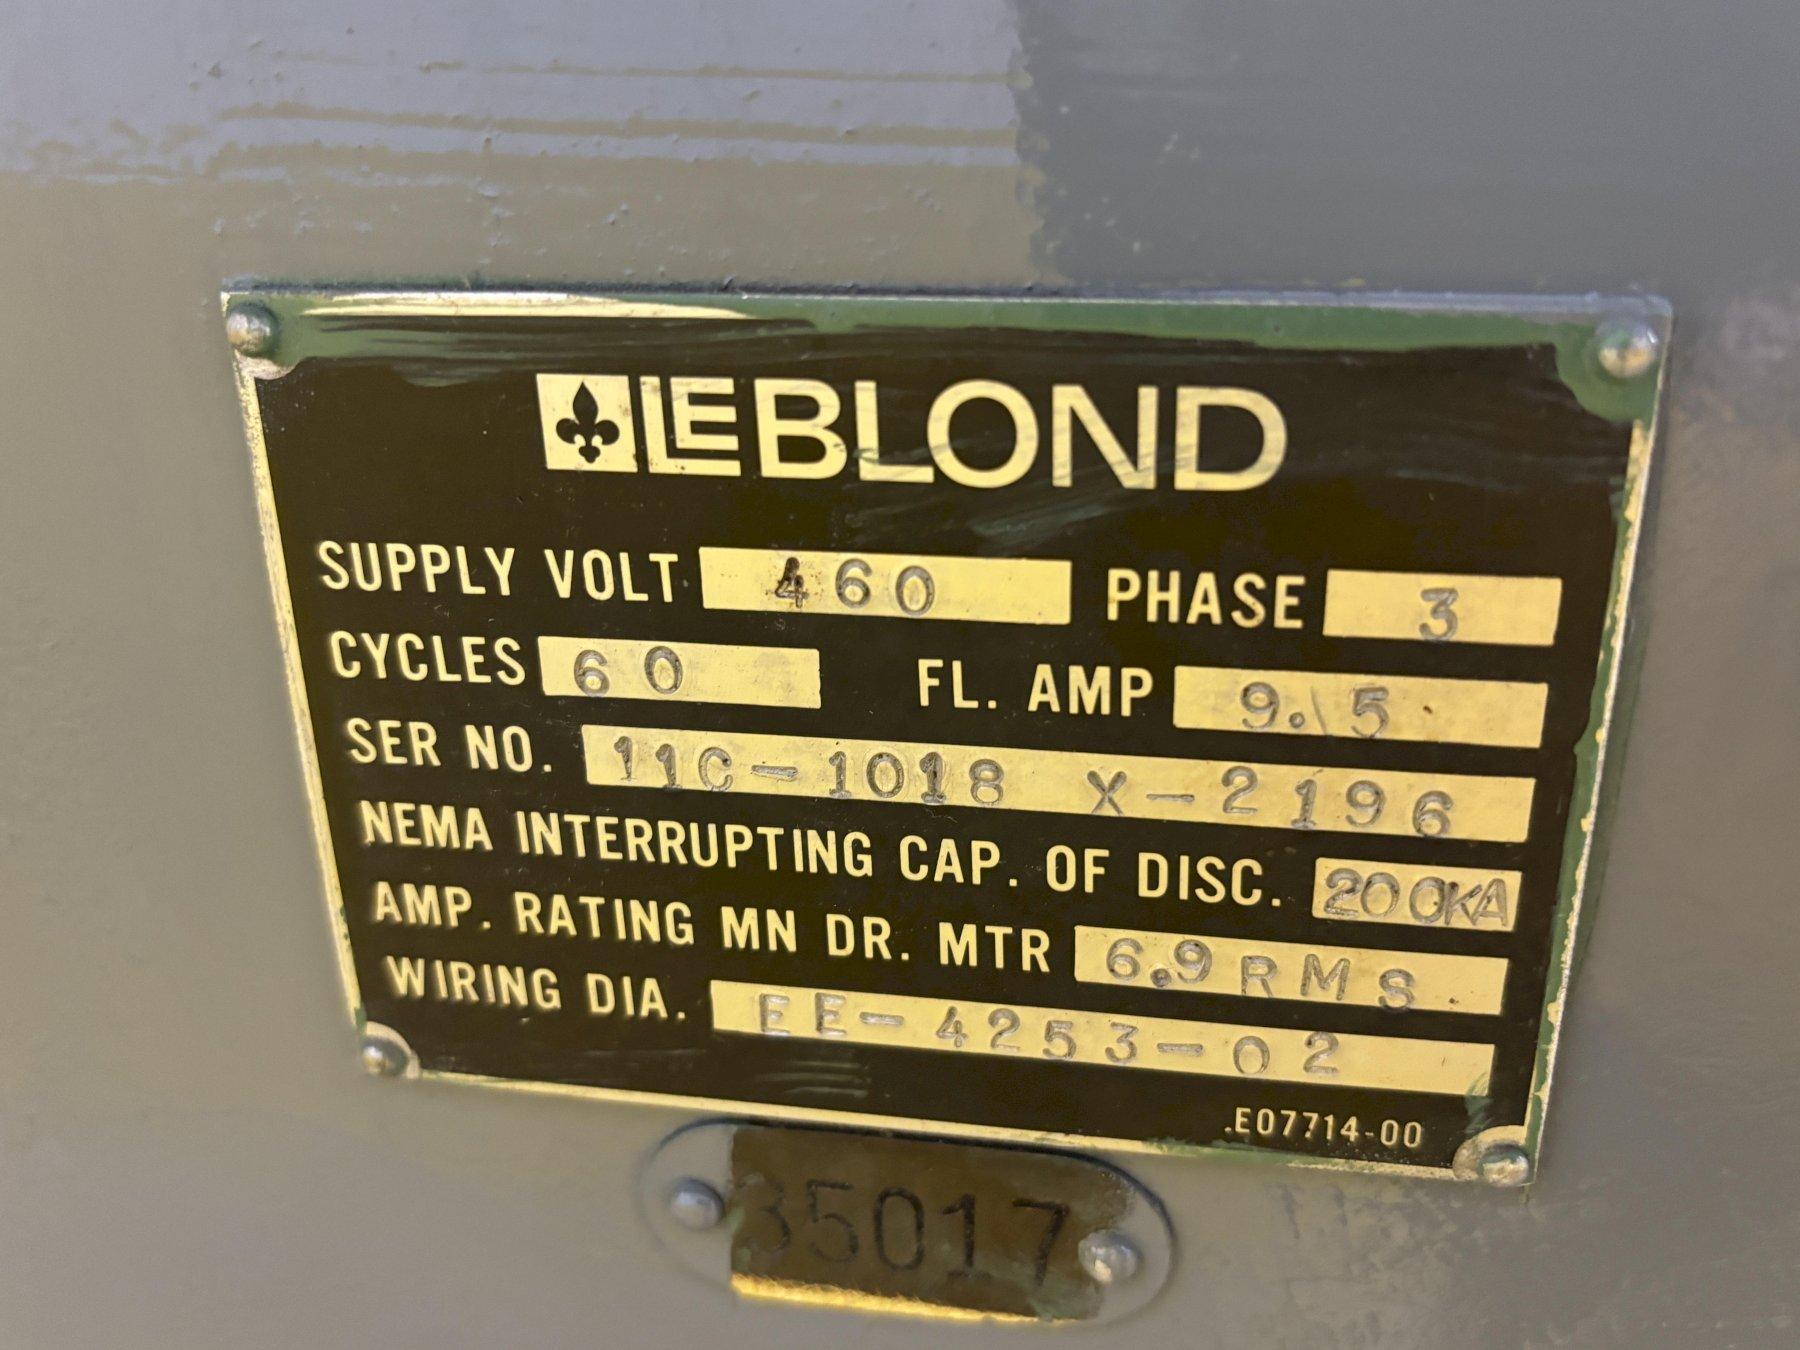 LEBLOND
SUPPLY VOLT. 460 PHASE 3
CYCLES 60 FL. AMP 9.5
SER NO. 11C-1018 X-2196
NEMA INTERRUPTING CAP. OF DISC. 200KA
AMP. RATING MN DR. MTR 6.9 RMS
WIRING DIA. EE-4253-02
.E07714-00
35017